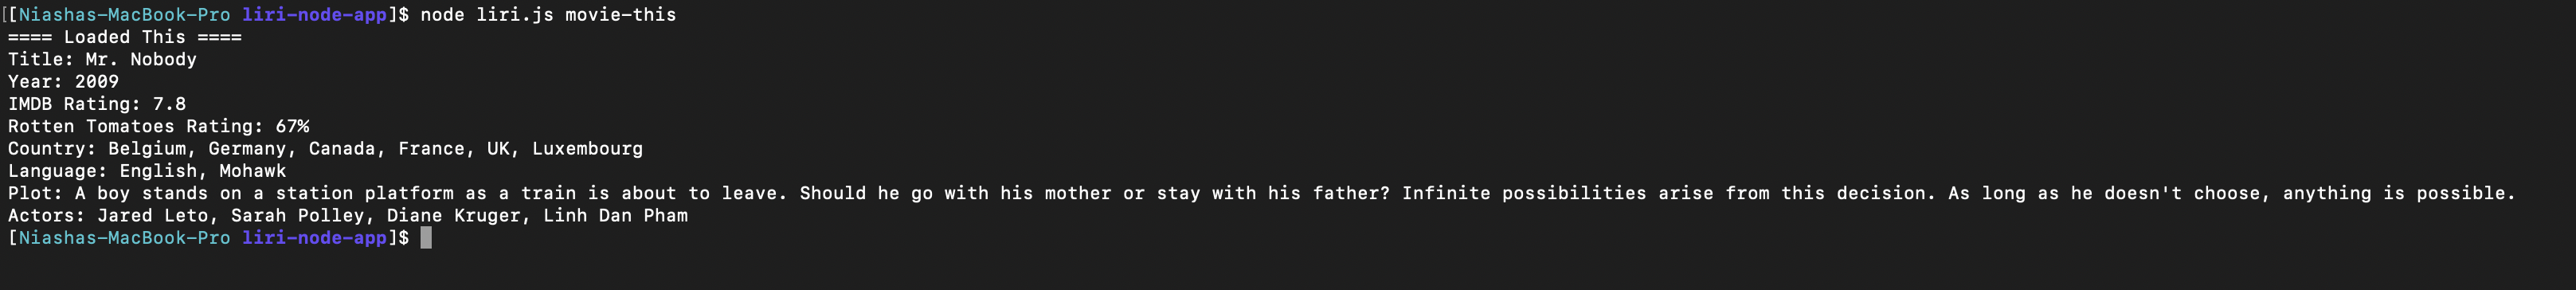 [[Niashas-MacBook-Pro liri-node-app]$ node liri.js movie-this
==== Loaded This ====
Title: Mr. Nobody
Year: 2009
IMDB Rating: 7.8
Rotten Tomatoes Rating: 67%
Country: Belgium, Germany, Canada, France, UK, Luxembourg
Language: English, Mohawk
Plot: A boy stands on a station platform as a train is about to leave. Should he go with his mother or stay with his father? Infinite possibilities arise from this decision. As long as he doesn't choose, anything is possible.
Actors: Jared Leto, Sarah Polley, Diane Kruger, Linh Dan Pham
[Niashas-MacBook-Pro liri-node-app]$